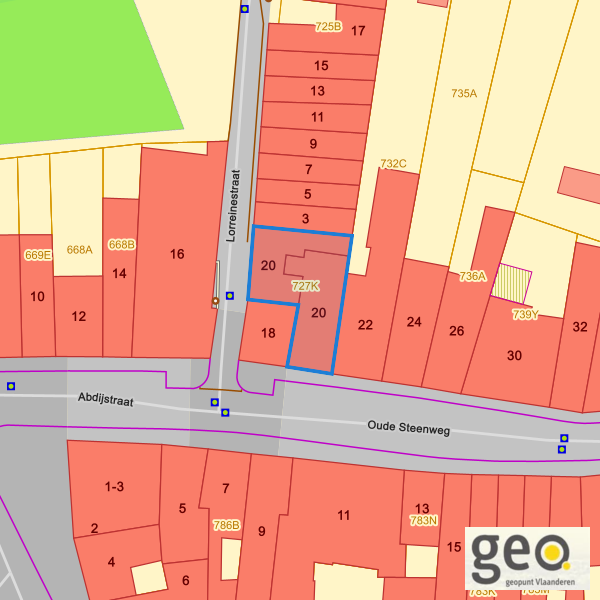 725B
17
15
13
11
9
7
5
3
735A
732C
Lorreinestraat
669E
668A
668B
16
14
10
12
20
727K
20
18
22
24
26
736A
739Y
30
32
Abdijstraat
Oude Steenweg
1-3
2
4
5
6
7
786B
9
11
13
783N
15
geo.
geopunt Vlaanderen